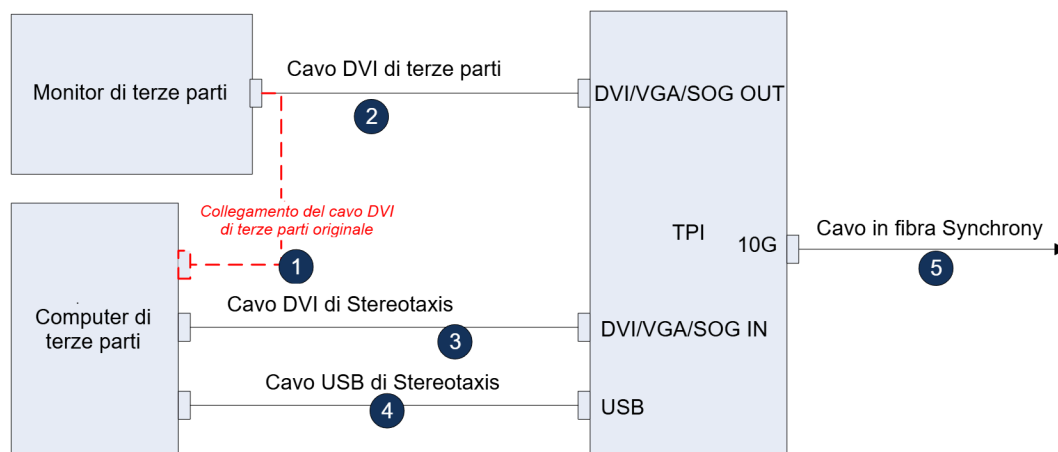 Cavo DVI di terze parti
Monitor di terze parti
DVI/VGA/SOG OUT
2
Collegamento del cavo DVI
di terze parti originale
1
TPI
10G
Cavo in fibra Synchrony
5
Cavo DVI di Stereotaxis
Computer di
terze parti
3
DVI/VGA/SOG IN
Cavo USB di Stereotaxis
4
USB